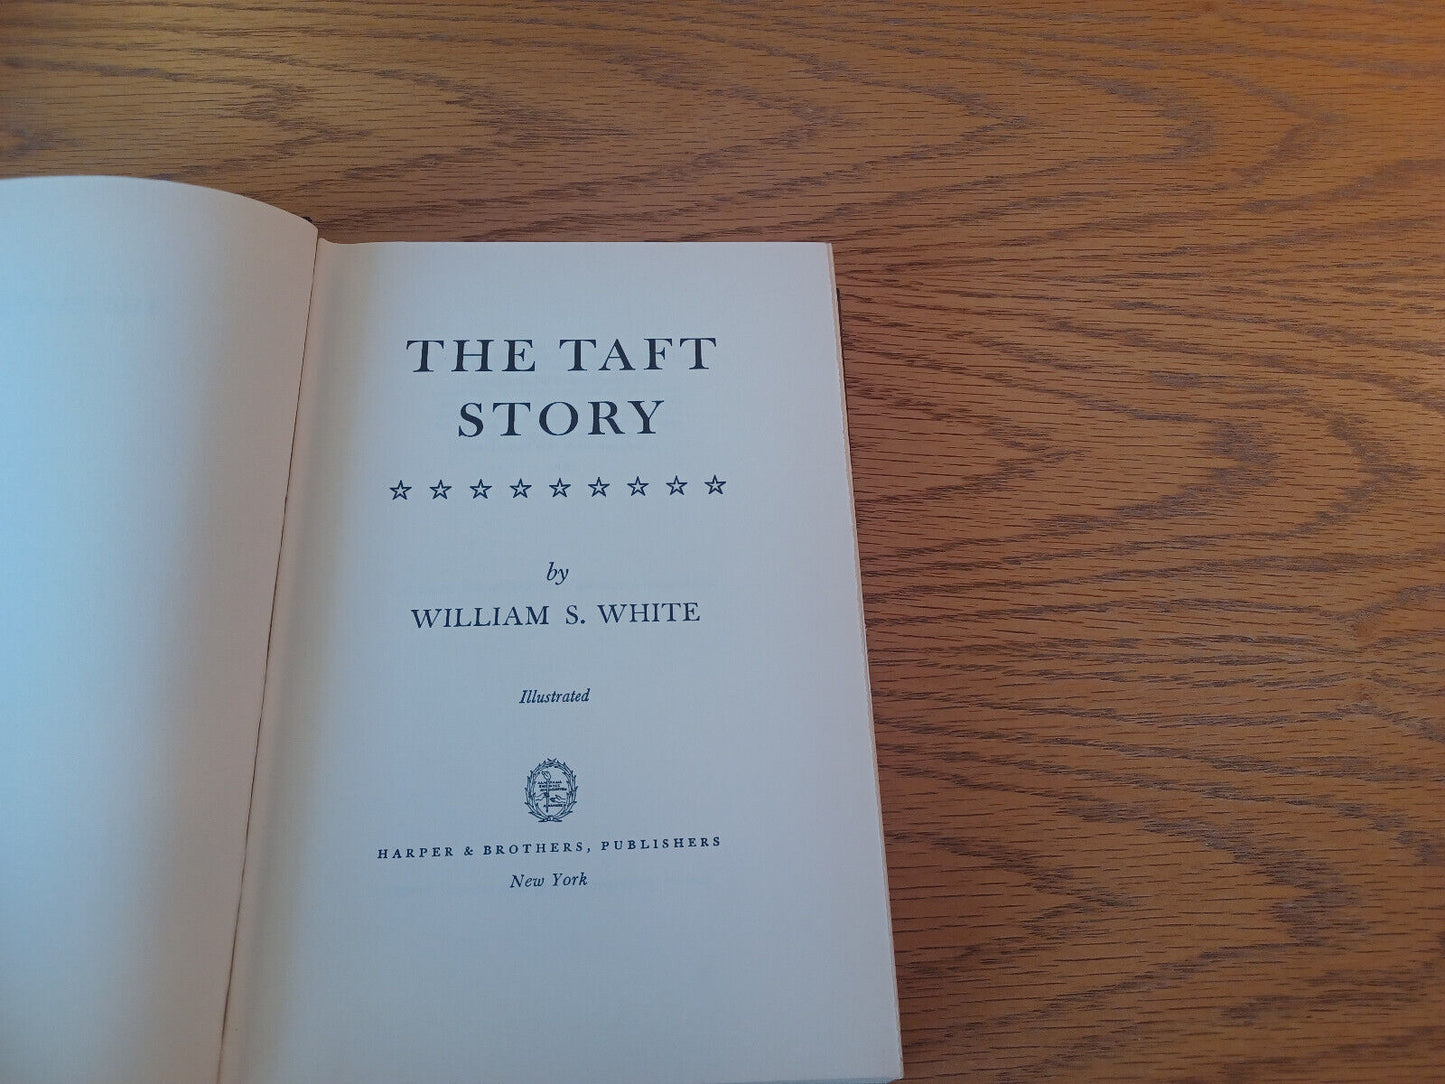 THE TAFT
STORY
by
WILLIAM S. WHITE
Illustrated
HARPER & BROTHERS, PUBLISHERS
New York